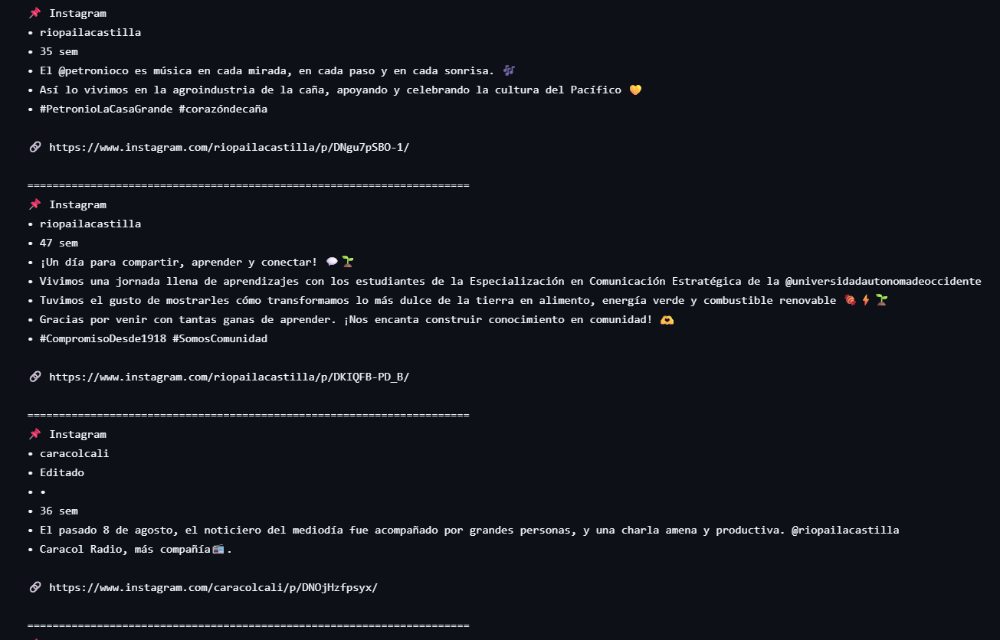 📌 Instagram
• riopailacastilla
• 35 sem
• El @petronioco es música en cada mirada, en cada paso y en cada sonrisa. 🎶
• Así lo vivimos en la agroindustria de la caña, apoyando y celebrando la cultura del Pacífico 💛
• #PetronioLaCasaGrande #corazóndecaña
🔗 https://www.instagram.com/riopailacastilla/p/DNgu7pSBO-1/
======================================================================
📌 Instagram
• riopailacastilla
• 47 sem
• ¡Un día para compartir, aprender y conectar! 💬🌱
• Vivimos una jornada llena de aprendizajes con los estudiantes de la Especialización en Comunicación Estratégica de la @universidadautonomadeoccidente
• Tuvimos el gusto de mostrarles cómo transformamos lo más dulce de la tierra en alimento, energía verde y combustible renovable 🍠⚡🌱
• Gracias por venir con tantas ganas de aprender. ¡Nos encanta construir conocimiento en comunidad! 🫶
• #CompromisoDesde1918 #SomosComunidad
🔗 https://www.instagram.com/riopailacastilla/p/DKIQFB-PD_B/
======================================================================
📌 Instagram
• caracolcali
• Editado
• •
• 36 sem
• El pasado 8 de agosto, el noticiero del mediodía fue acompañado por grandes personas, y una charla amena y productiva. @riopailacastilla
• Caracol Radio, más compañía📻.
🔗 https://www.instagram.com/caracolcali/p/DNOjHzfpsyx/
======================================================================